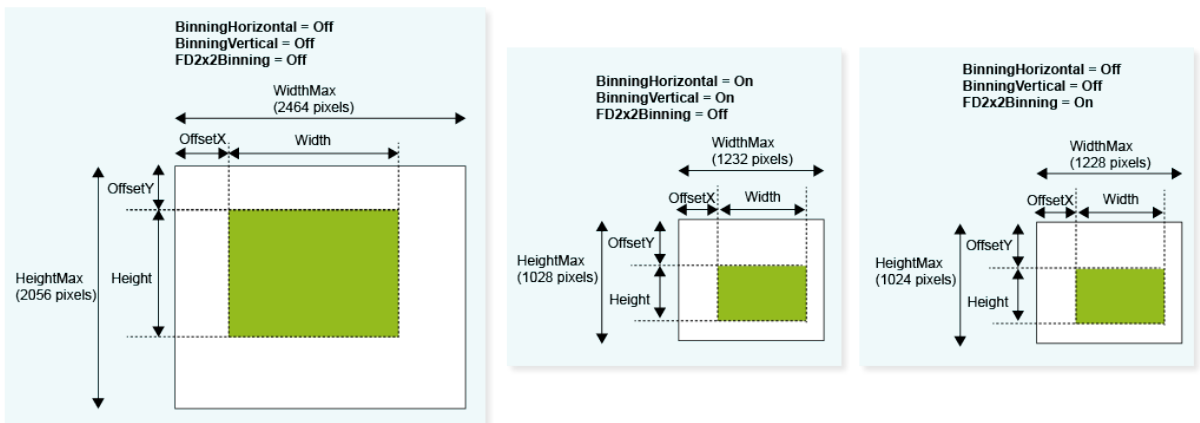 BinningHorizontal = Off
BinningVertical = Off
FD2x2Binning = Off
WidthMax
(2464 pixels)
OffsetX
Width
OffsetY
HeightMax
(2056 pixels)
Height
BinningHorizontal = On
BinningVertical = On
FD2x2Binning = Off
WidthMax
(1232 pixels)
OffsetX
Width
OffsetY
HeightMax
(1028 pixels)
Height
BinningHorizontal = Off
BinningVertical = Off
FD2x2Binning = On
WidthMax
(1228 pixels)
OffsetX
Width
OffsetY
HeightMax
(1024 pixels)
Height